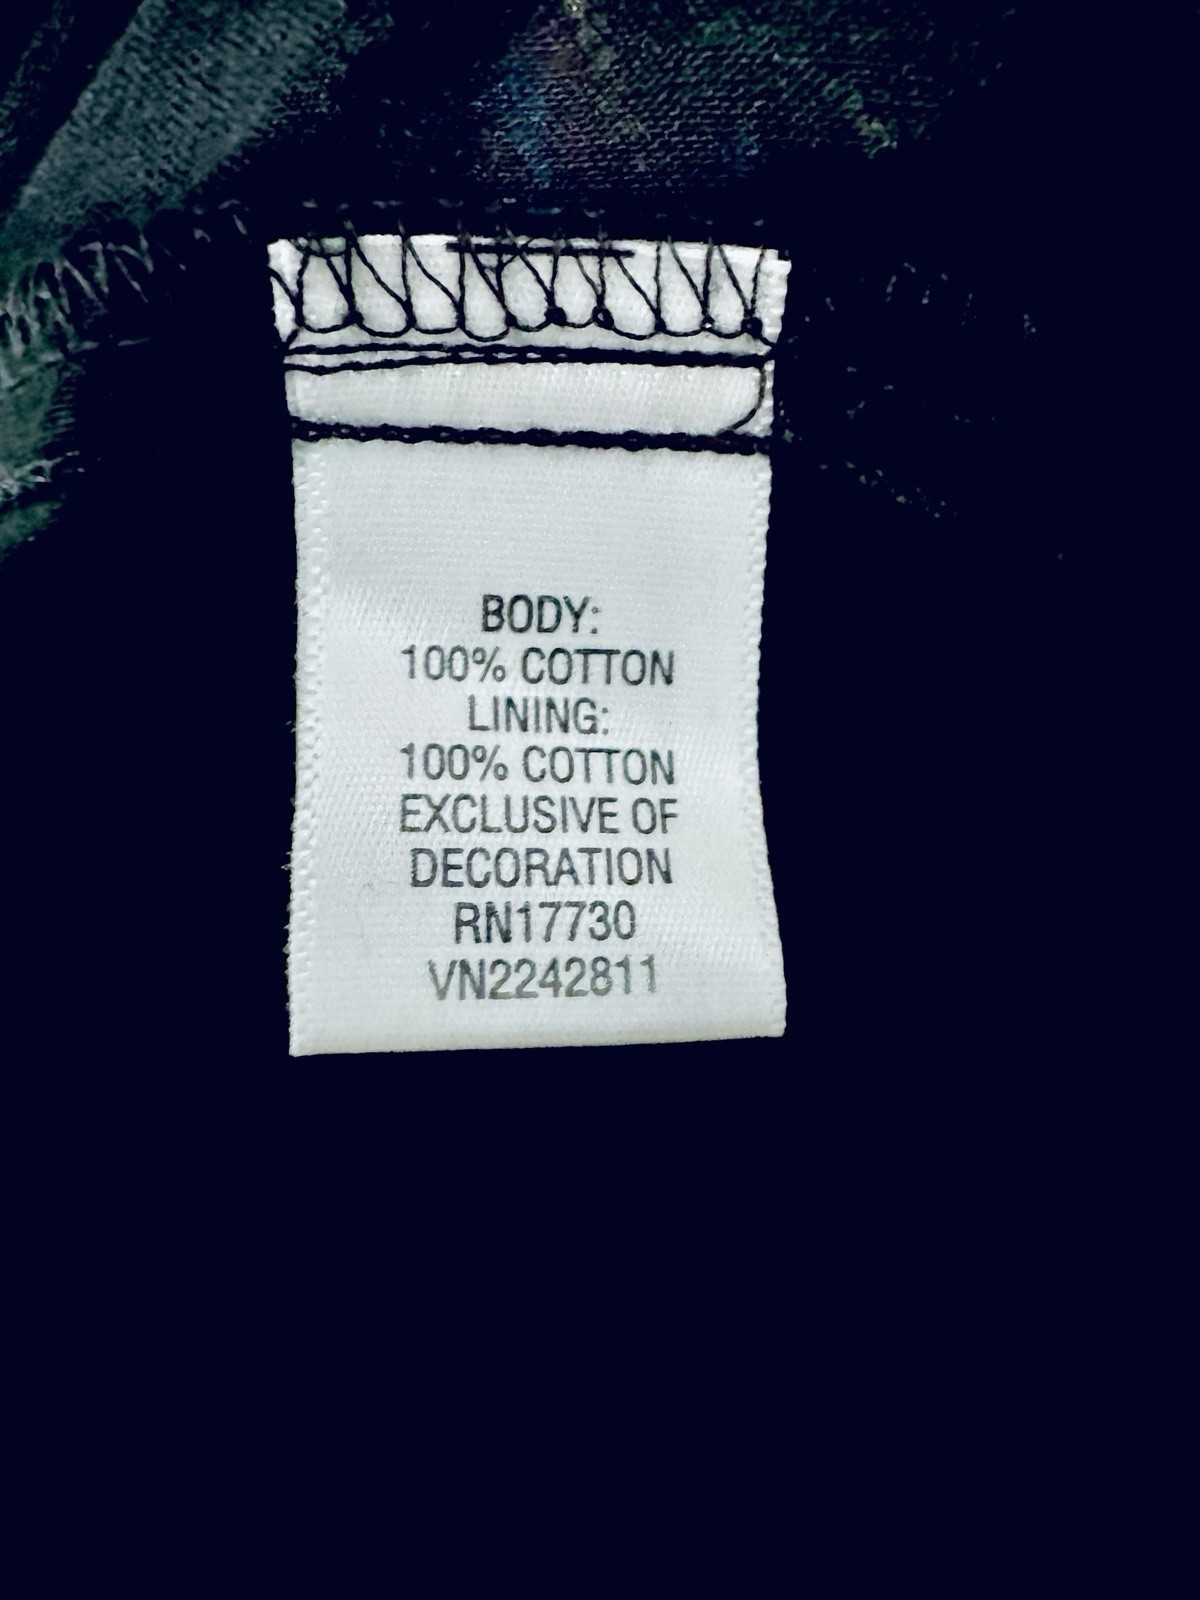 BODY:
100% COTTON
LINING:
100% COTTON
EXCLUSIVE OF
DECORATION
RN17730
VN2242811